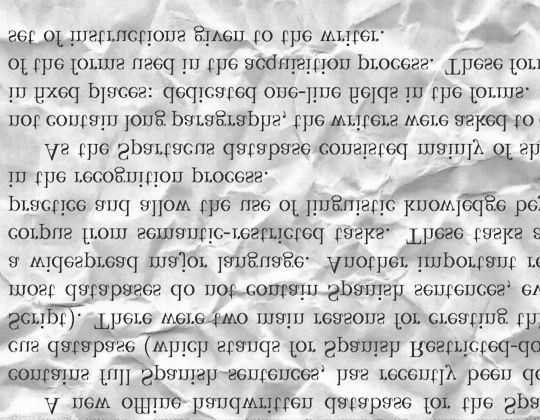 A new offline handwritten database for the Spa
contains full Spanish sentences, has recently been de
cus database (which stands for Spanish Restricted-do
Script). There were two main reasons for creating thi
most databases do not contain Spanish sentences, ev
a widespread major language. Another important re
corpus from semantic-restricted tasks. These tasks a
practice and allow the use of linguistic knowledge bey
in the recognition process.
As the Spartacus database consisted mainly of sh
not contain long paragraphs, the writers were asked to
in fixed places: dedicated one-line fields in the forms.
of the forms used in the acquisition process. These for
set of instructions given to the writer.